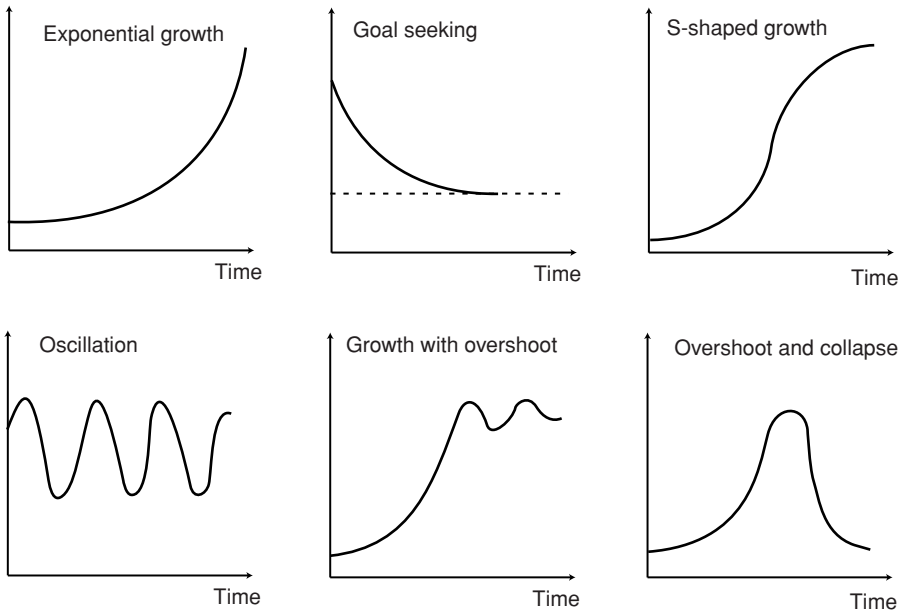 Exponential growth
Goal seeking
S-shaped growth
Time
Time
Time
Oscillation
Growth with overshoot
Overshoot and collapse
Time
Time
Time